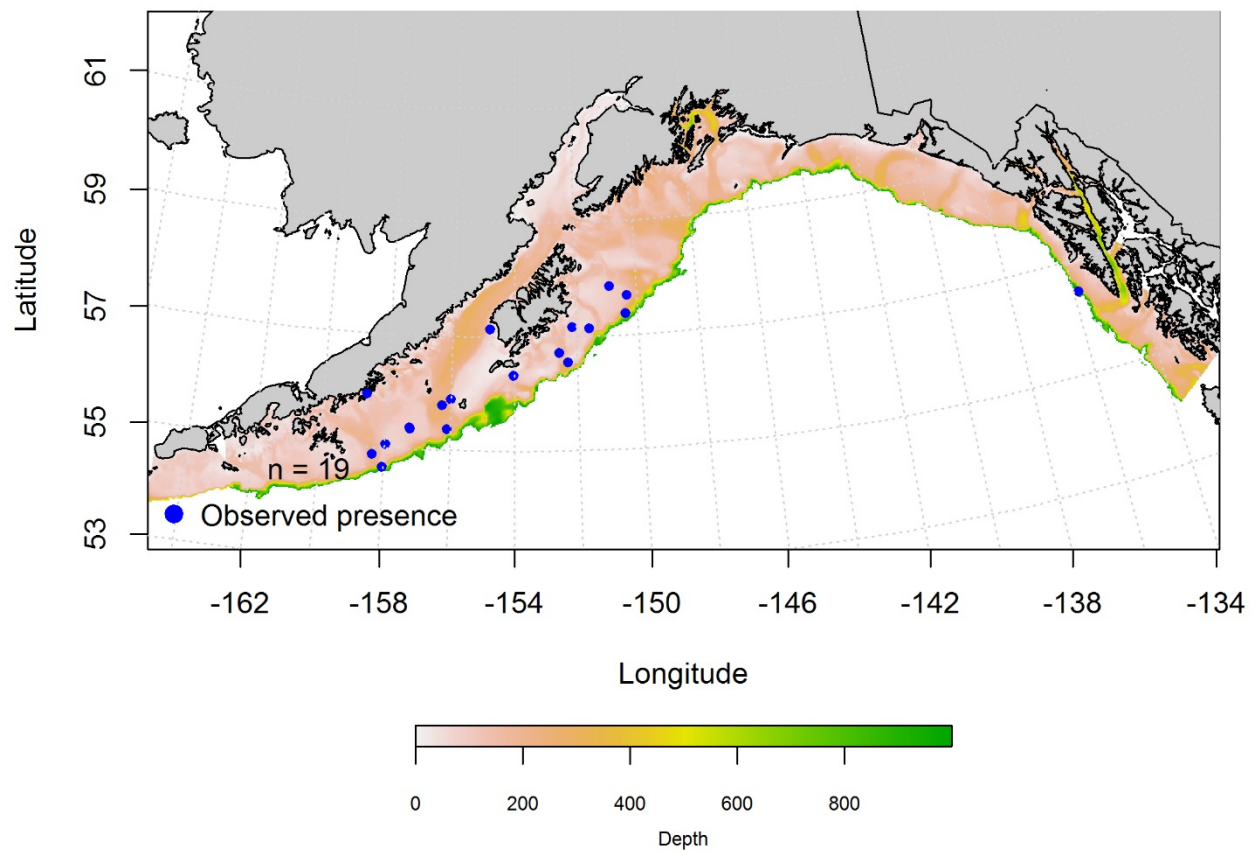 61
59
57
55
53
Latitude
n = 19
Observed presence
-162 -158 -154 -150 -146 -142 -138 -134
Longitude
0 200 400 600 800
Depth